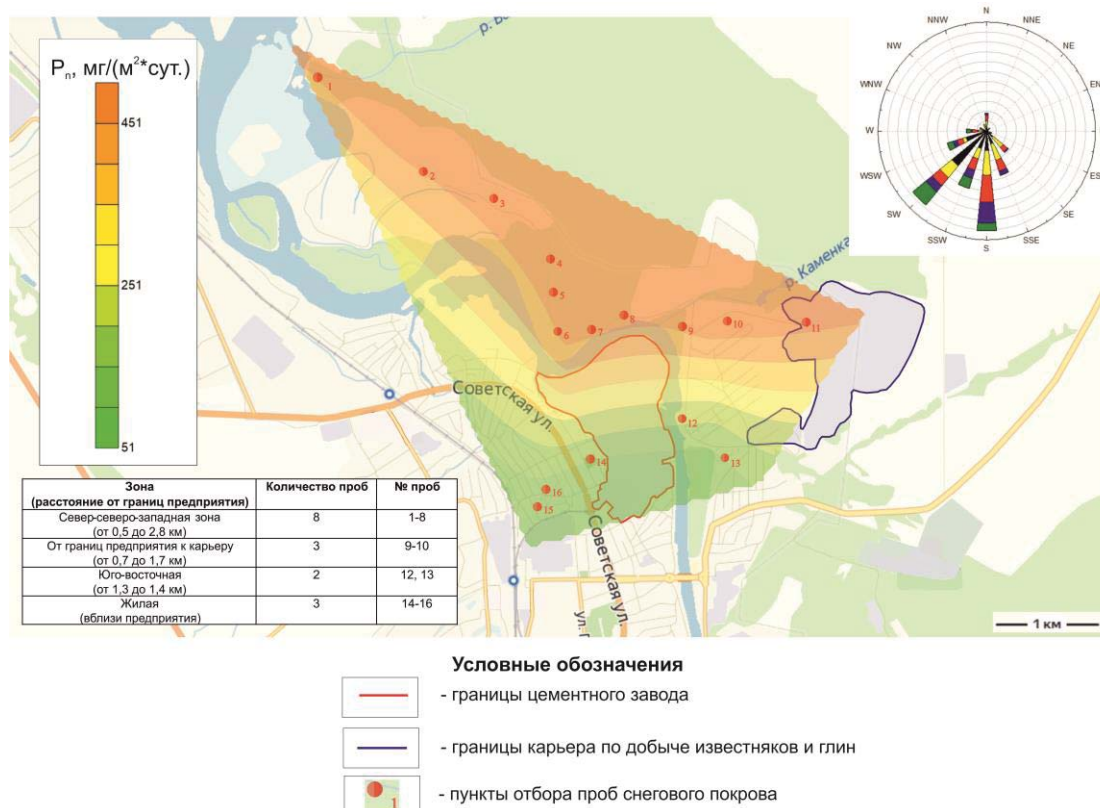 Pп, мг/(м²*сут.)
451
251
51
N
NNW
NNE
NW
NE
WNW
EN
W
WSW
ES
SW
SE
SSW
SSE
S
р. Каменка
Советская ул.
Советская ул.
1
2
3
4
5
6
7
8
9
10
11
12
13
14
16
15
Зона (расстояние от границ предприятия) Количество проб № проб
Север-северо-западная зона 8 1-8
(от 0,5 до 2,8 км)
От границ предприятия к карьеру 3 9-10
(от 0,7 до 1,7 км)
Юго-восточная 2 12, 13
(от 1,3 до 1,4 км)
Жилая 3 14-16
(вблизи предприятия)
1 км
Условные обозначения
- границы цементного завода
- границы карьера по добыче известняков и глин
1 - пункты отбора проб снегового покрова